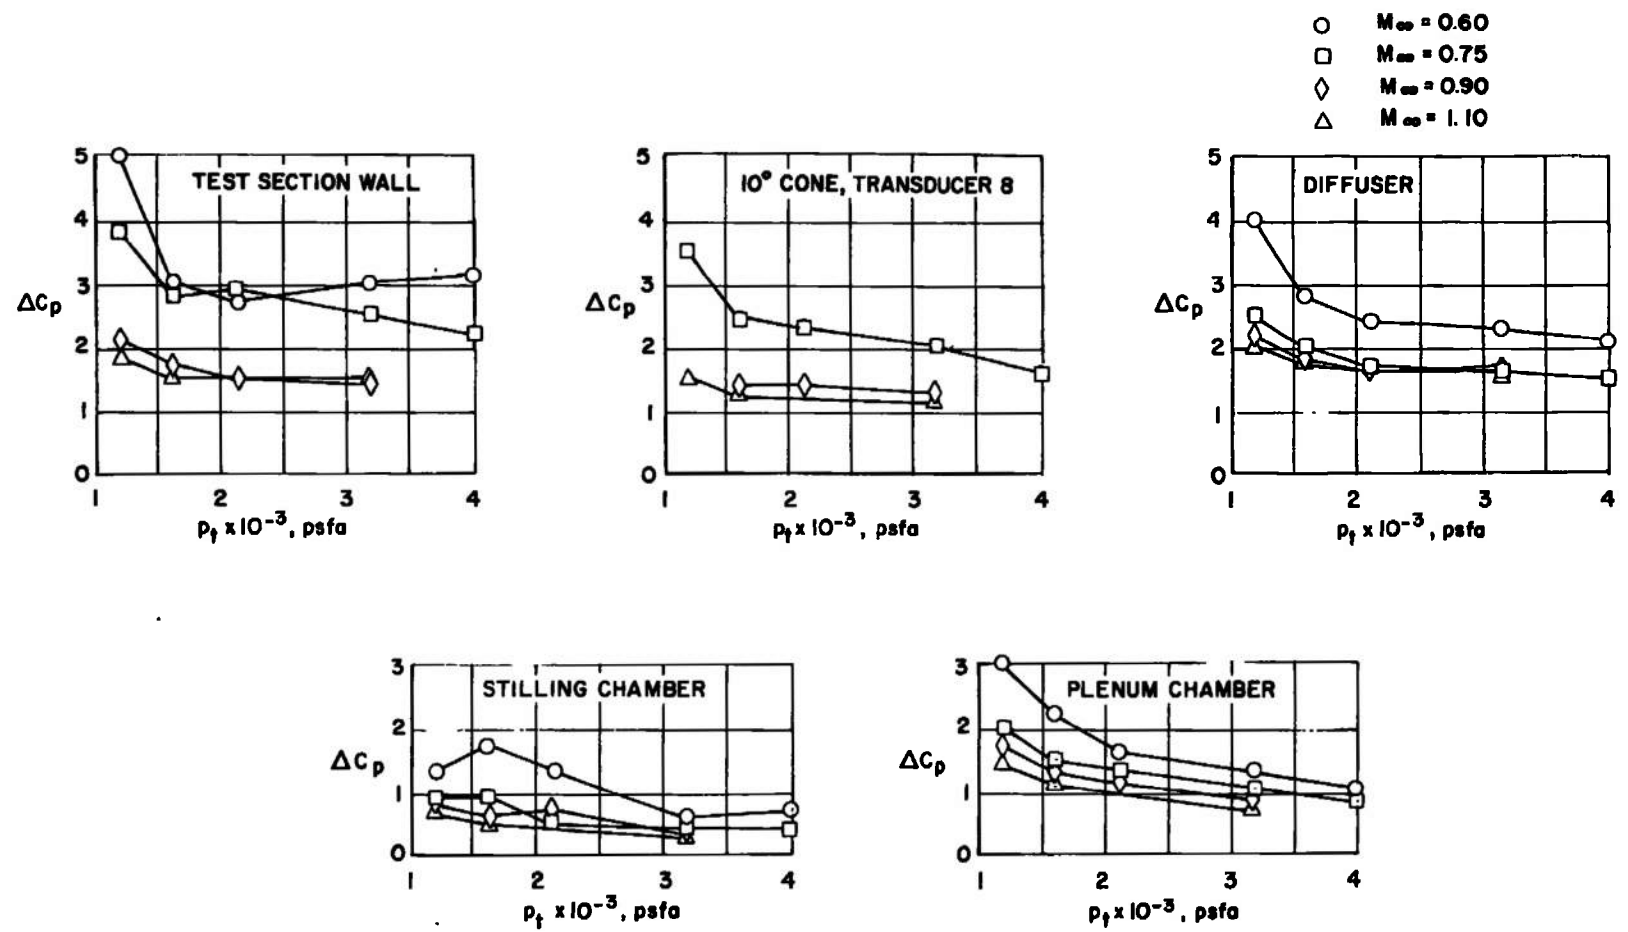 M∞ = 0.60
M∞ = 0.75
M∞ = 0.90
M∞ = 1.10
TEST SECTION WALL
5
4
3
2
1
0
ΔCp
1 2 3 4
pt x 10-3, psfa
10° CONE, TRANSDUCER 8
5
4
3
2
1
0
ΔCp
1 2 3 4
pt x 10-3, psfa
DIFFUSER
5
4
3
2
1
0
ΔCp
1 2 3 4
pt x 10-3, psfa
STILLING CHAMBER
3
2
1
0
ΔCp
1 2 3 4
pt x 10-3, psfa
PLENUM CHAMBER
3
2
1
0
ΔCp
1 2 3 4
pt x 10-3, psfa